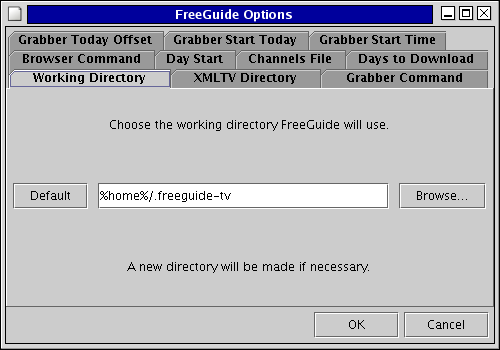 FreeGuide Options
Grabber Today Offset Grabber Start Today Grabber Start Time
Browser Command Day Start Channels File Days to Download
Working Directory XMLTV Directory Grabber Command
Choose the working directory FreeGuide will use.
Default %home%/.freeguide-tv Browse...
A new directory will be made if necessary.
OK Cancel